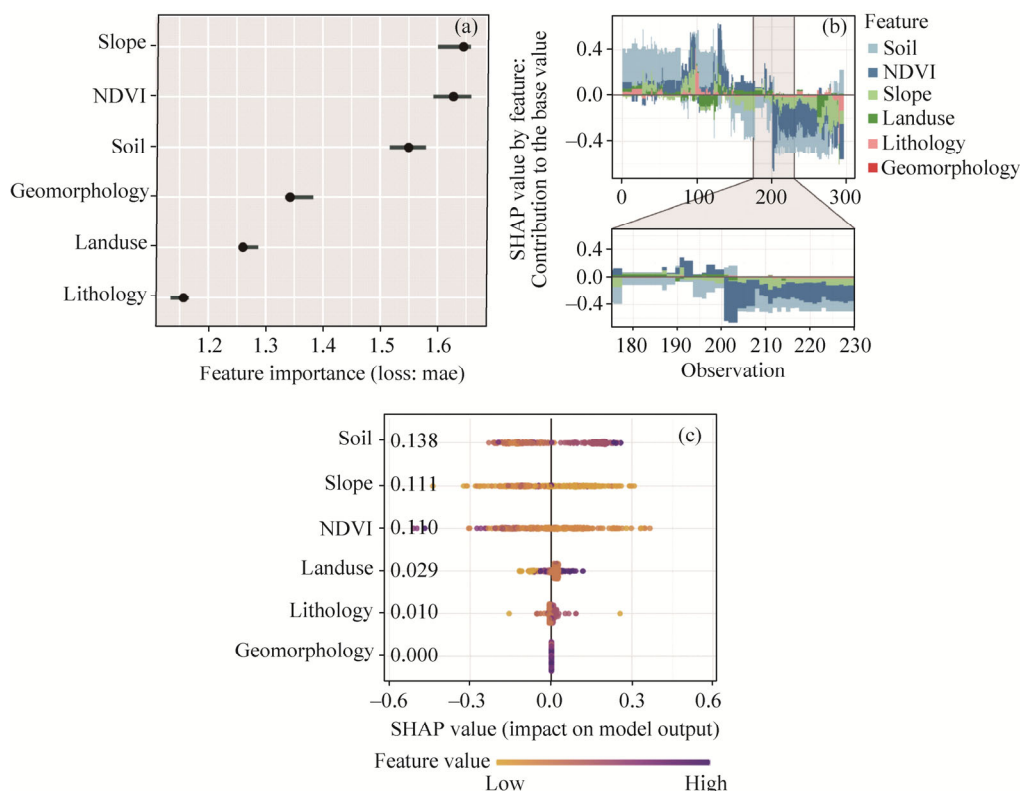 (a)
Slope
NDVI
Soil
Geomorphology
Landuse
Lithology
1.2 1.3 1.4 1.5 1.6
Feature importance (loss: mae)
(b)
SHAP value by feature:
Contribution to the base value
0.4
0.0
−0.4
0 100 200 300
0.4
0.0
−0.4
180 190 200 210 220 230
Observation
Feature
Soil
NDVI
Slope
Landuse
Lithology
Geomorphology
(c)
Soil 0.138
Slope 0.111
NDVI 0.110
Landuse 0.029
Lithology 0.010
Geomorphology 0.000
−0.6 −0.3 0.0 0.3 0.6
SHAP value (impact on model output)
Feature value
Low High